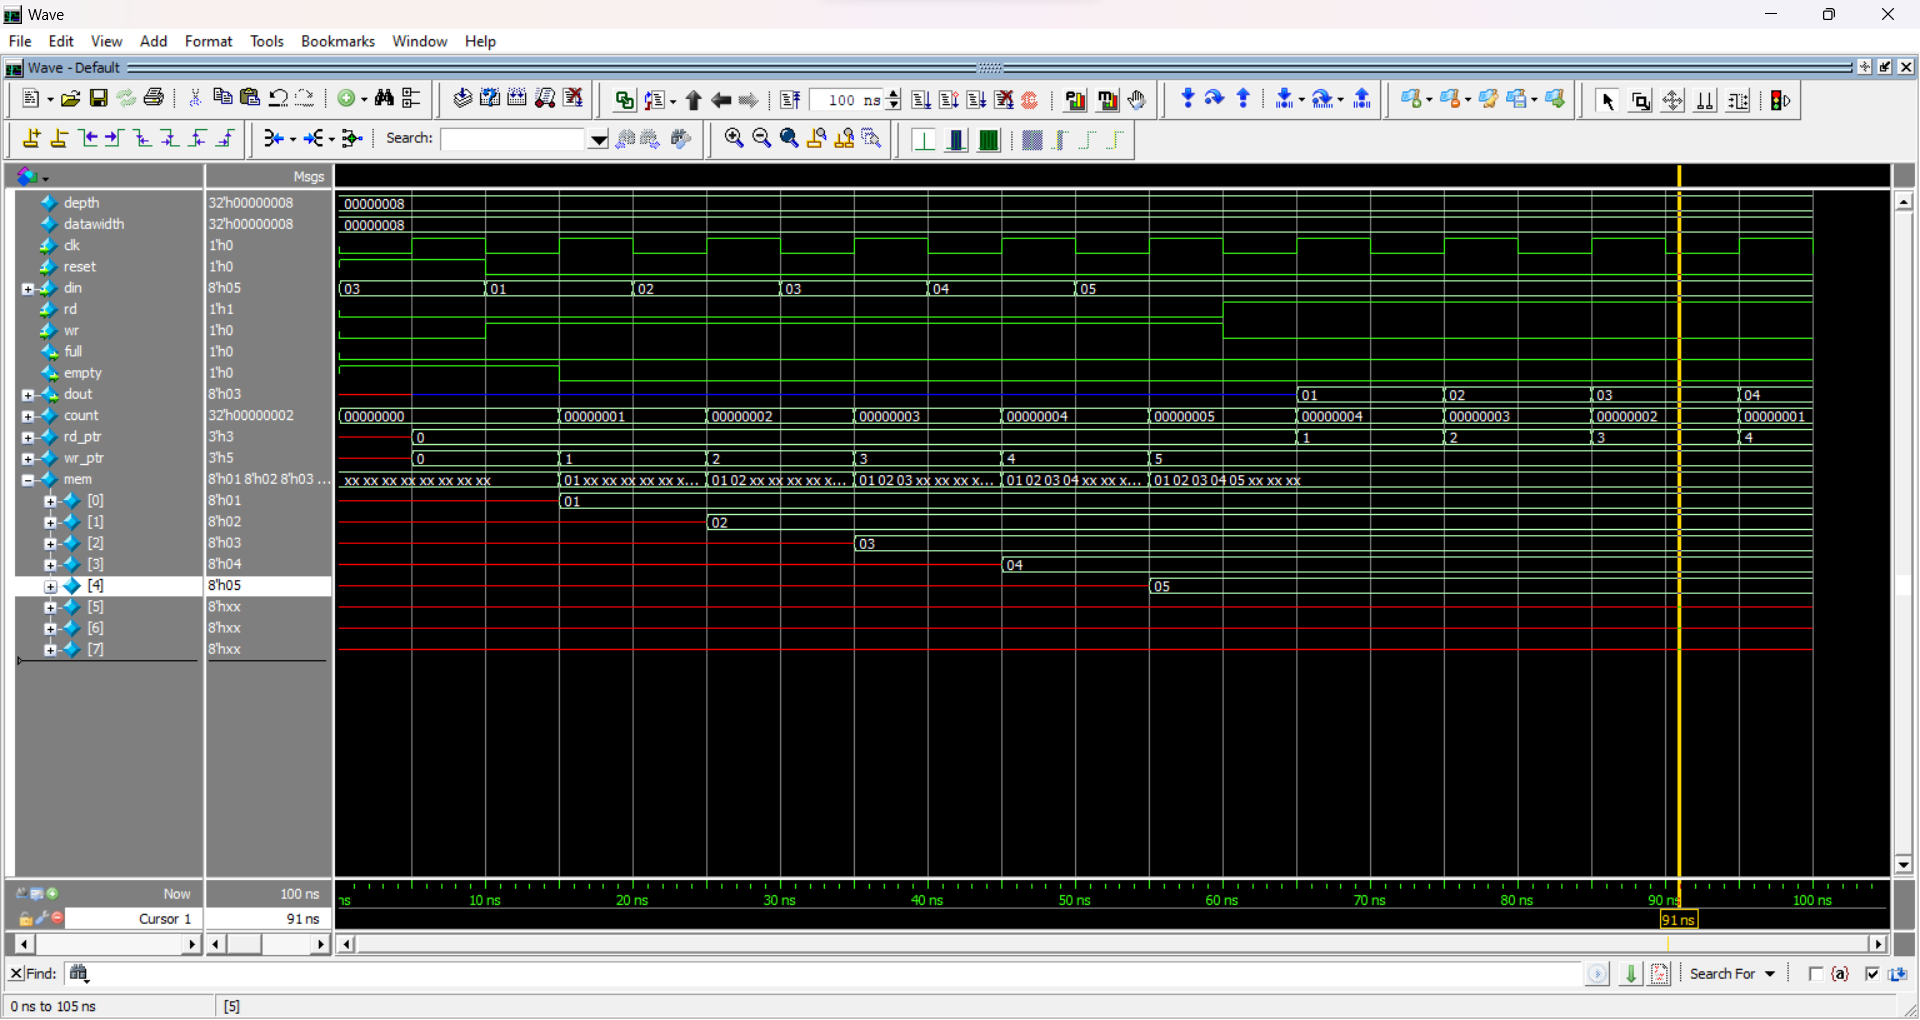 Wave
File Edit View Add Format Tools Bookmarks Window Help
Wave - Default
100 ns
Search:
Msgs
depth 32'h00000008 00000008
datawidth 32'h00000008 00000008
clk 1'h0
reset 1'h0
din 8'h05 03 01 02 03 04 05
rd 1'h1
wr 1'h0
full 1'h0
empty 1'h0
dout 8'h03 01 02 03 04
count 32'h00000002 00000000 00000001 00000002 00000003 00000004 00000005 00000004 00000003 00000002 00000001
rd_ptr 3'h3 0 1 2 3 4
wr_ptr 3'h5 0 1 2 3 4 5
mem 8'h01 8'h02 8'h03 ... xx xx xx xx xx xx xx xx 01 xx xx xx xx xx x... 01 02 xx xx xx xx x... 01 02 03 xx xx xx x... 01 02 03 04 xx xx x... 01 02 03 04 05 xx xx xx
[0] 8'h01 01
[1] 8'h02 02
[2] 8'h03 03
[3] 8'h04 04
[4] 8'h05 05
[5] 8'hxx
[6] 8'hxx
[7] 8'hxx
Now 100 ns ns 10 ns 20 ns 30 ns 40 ns 50 ns 60 ns 70 ns 80 ns 90 ns 100 ns
Cursor 1 91 ns 91 ns
Find: Search For {a}
0 ns to 105 ns [5]